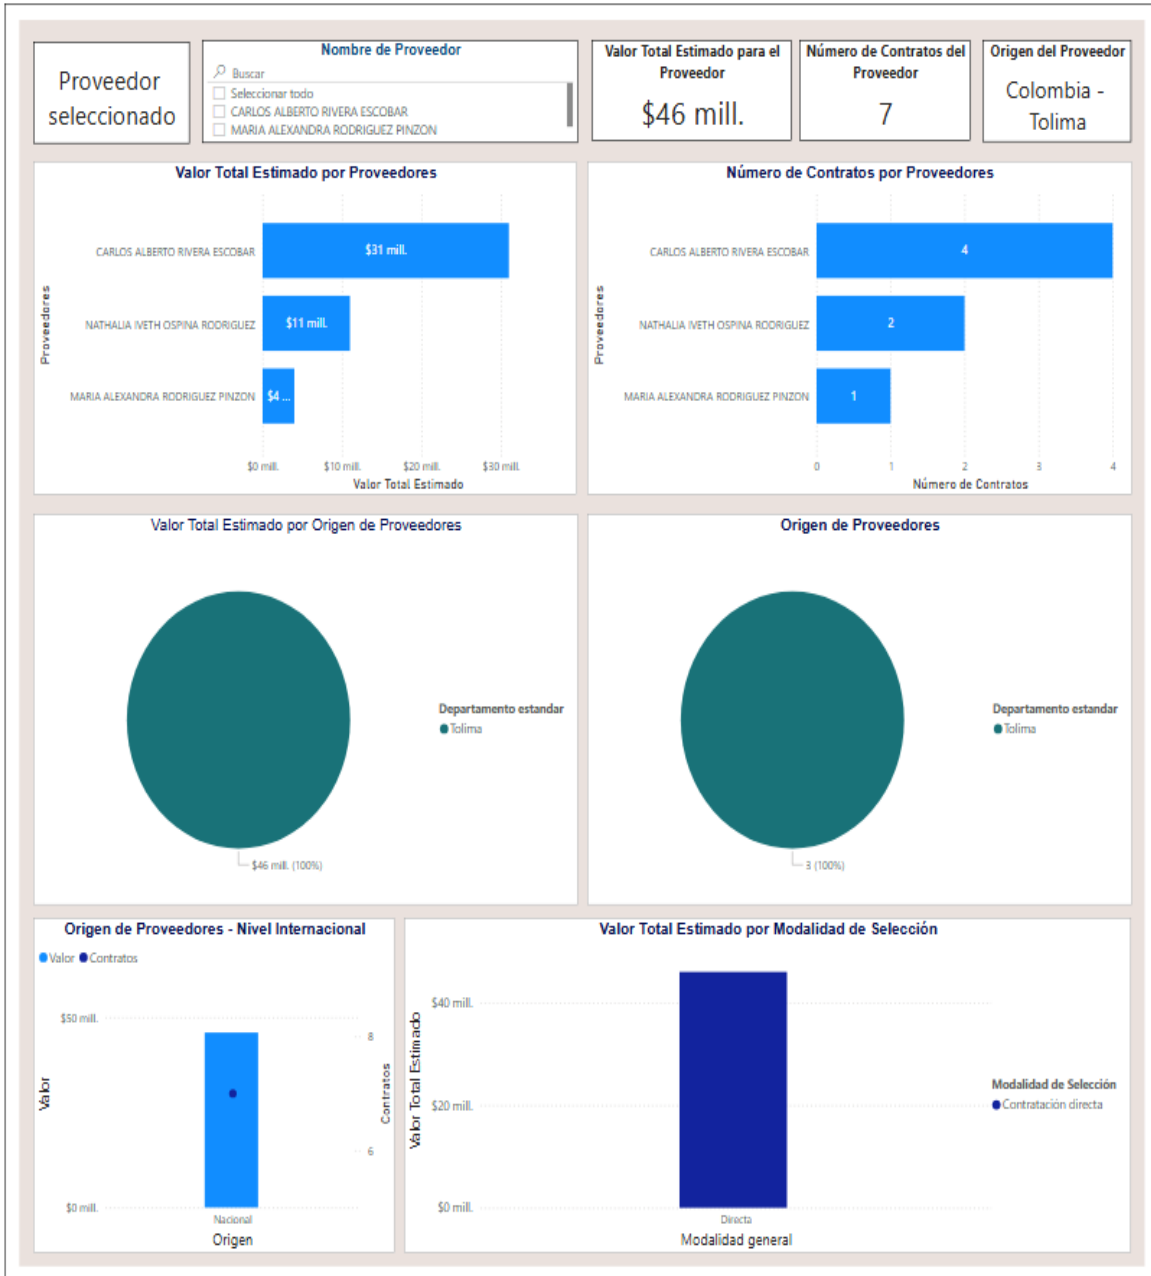 Proveedor
seleccionado
Nombre de Proveedor
Buscar
Seleccionar todo
CARLOS ALBERTO RIVERA ESCOBAR
MARIA ALEXANDRA RODRIGUEZ PINZON
Valor Total Estimado para el
Proveedor
$46 mill.
Número de Contratos del
Proveedor
7
Origen del Proveedor
Colombia -
Tolima
Valor Total Estimado por Proveedores
Proveedores
CARLOS ALBERTO RIVERA ESCOBAR
$31 mill.
NATHALIA IVETH OSPINA RODRIGUEZ
$11 mill.
MARIA ALEXANDRA RODRIGUEZ PINZON
$4 ...
$0 mill. $10 mill. $20 mill. $30 mill.
Valor Total Estimado
Número de Contratos por Proveedores
Proveedores
CARLOS ALBERTO RIVERA ESCOBAR
4
NATHALIA IVETH OSPINA RODRIGUEZ
2
MARIA ALEXANDRA RODRIGUEZ PINZON
1
0 1 2 3 4
Número de Contratos
Valor Total Estimado por Origen de Proveedores
Departamento estandar
Tolima
$46 mill. (100%)
Origen de Proveedores
Departamento estandar
Tolima
3 (100%)
Origen de Proveedores - Nivel Internacional
Valor Contratos
$50 mill.
$0 mill.
Valor
8
6
Contratos
Nacional
Origen
Valor Total Estimado por Modalidad de Selección
Valor Total Estimado
$40 mill.
$20 mill.
$0 mill.
Directa
Modalidad general
Modalidad de Selección
Contratación directa